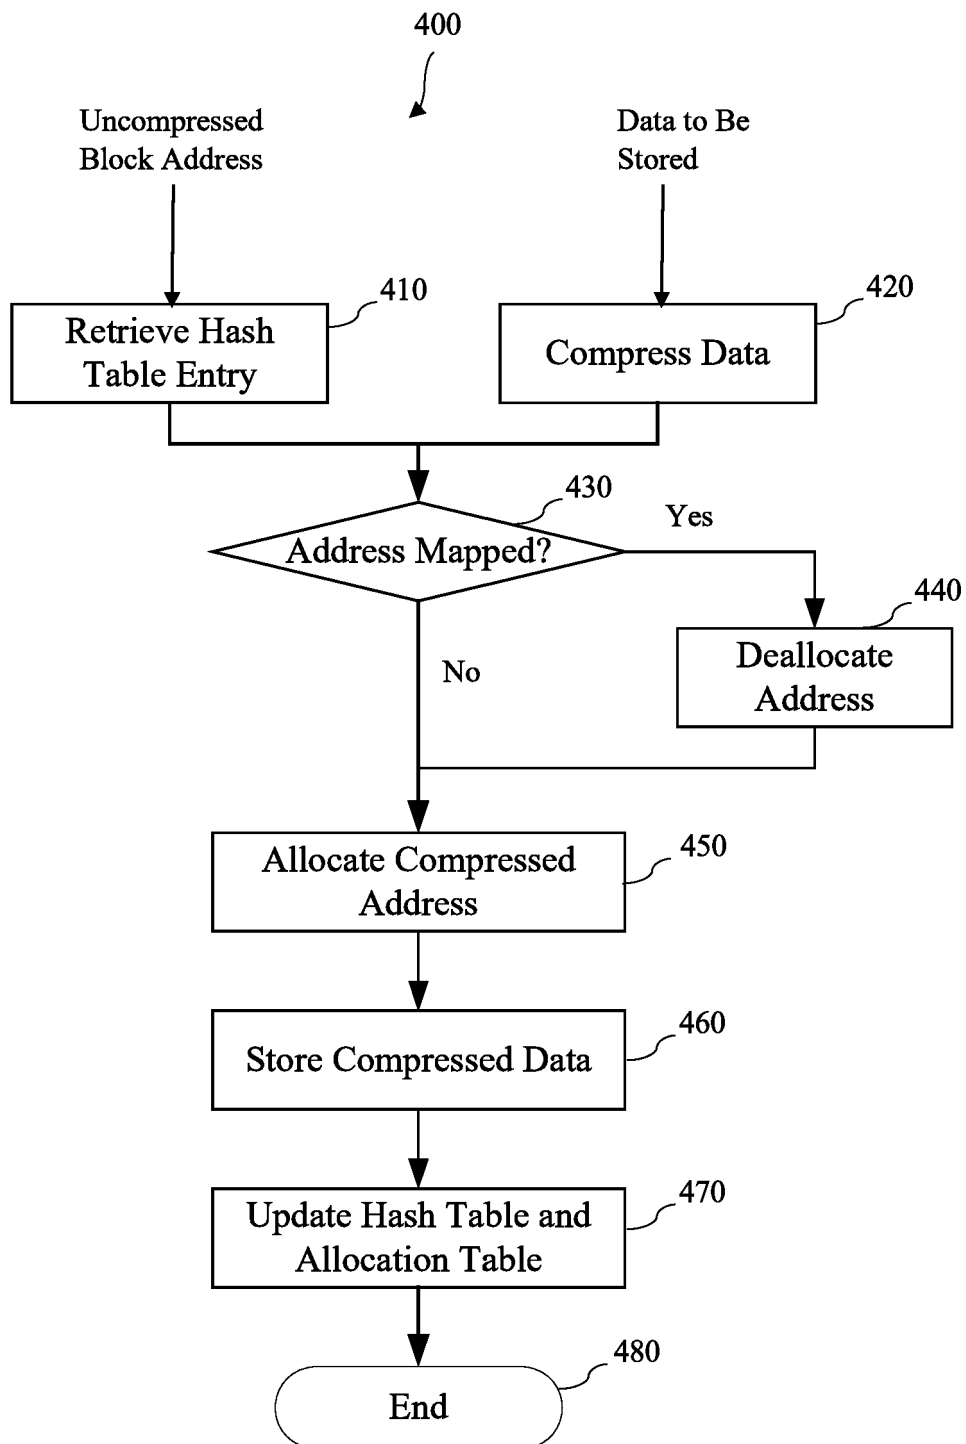 400
Uncompressed
Block Address
Data to Be
Stored
410
Retrieve Hash
Table Entry
420
Compress Data
430
Address Mapped?
Yes
No
440
Deallocate
Address
450
Allocate Compressed
Address
460
Store Compressed Data
470
Update Hash Table and
Allocation Table
480
End